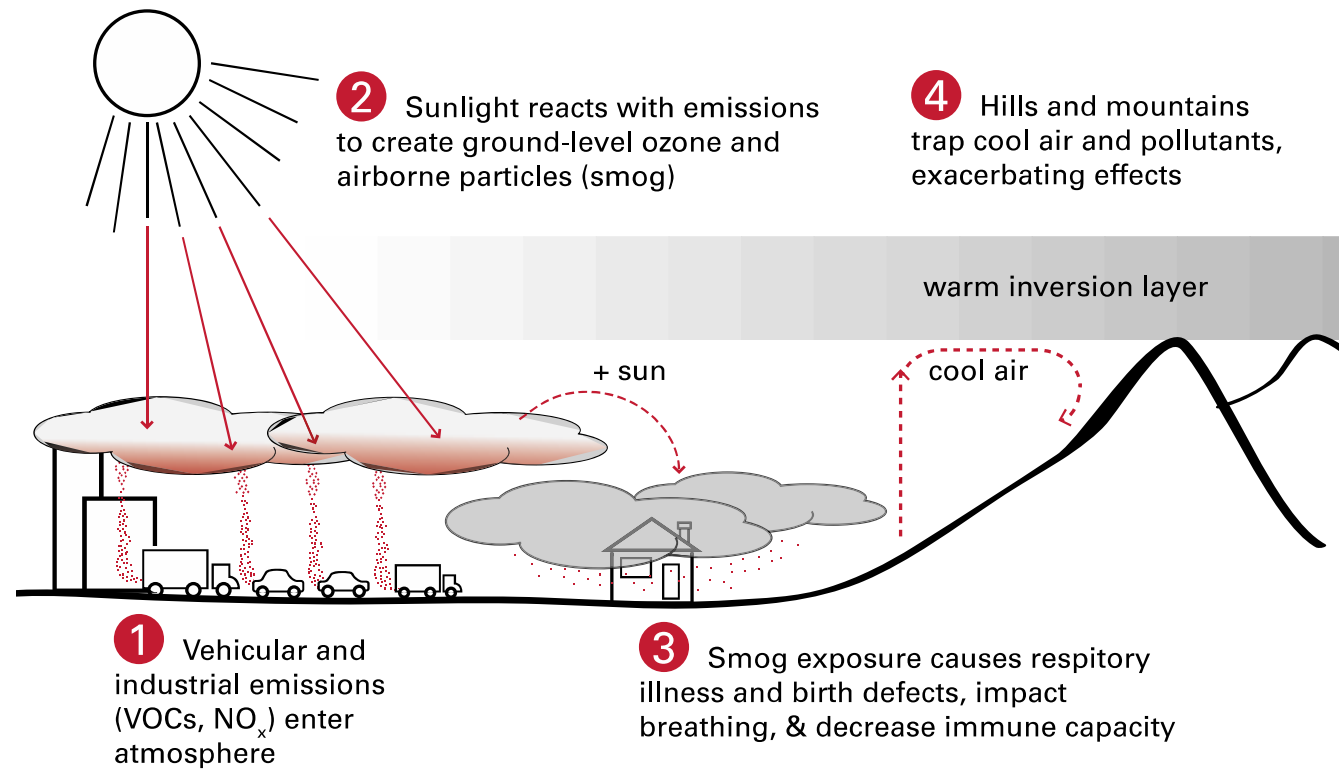 2 Sunlight reacts with emissions
to create ground-level ozone and
airborne particles (smog)
4 Hills and mountains
trap cool air and pollutants,
exacerbating effects
warm inversion layer
+ sun
cool air
1 Vehicular and
industrial emissions
(VOCs, NOx) enter
atmosphere
3 Smog exposure causes respitory
illness and birth defects, impact
breathing, & decrease immune capacity